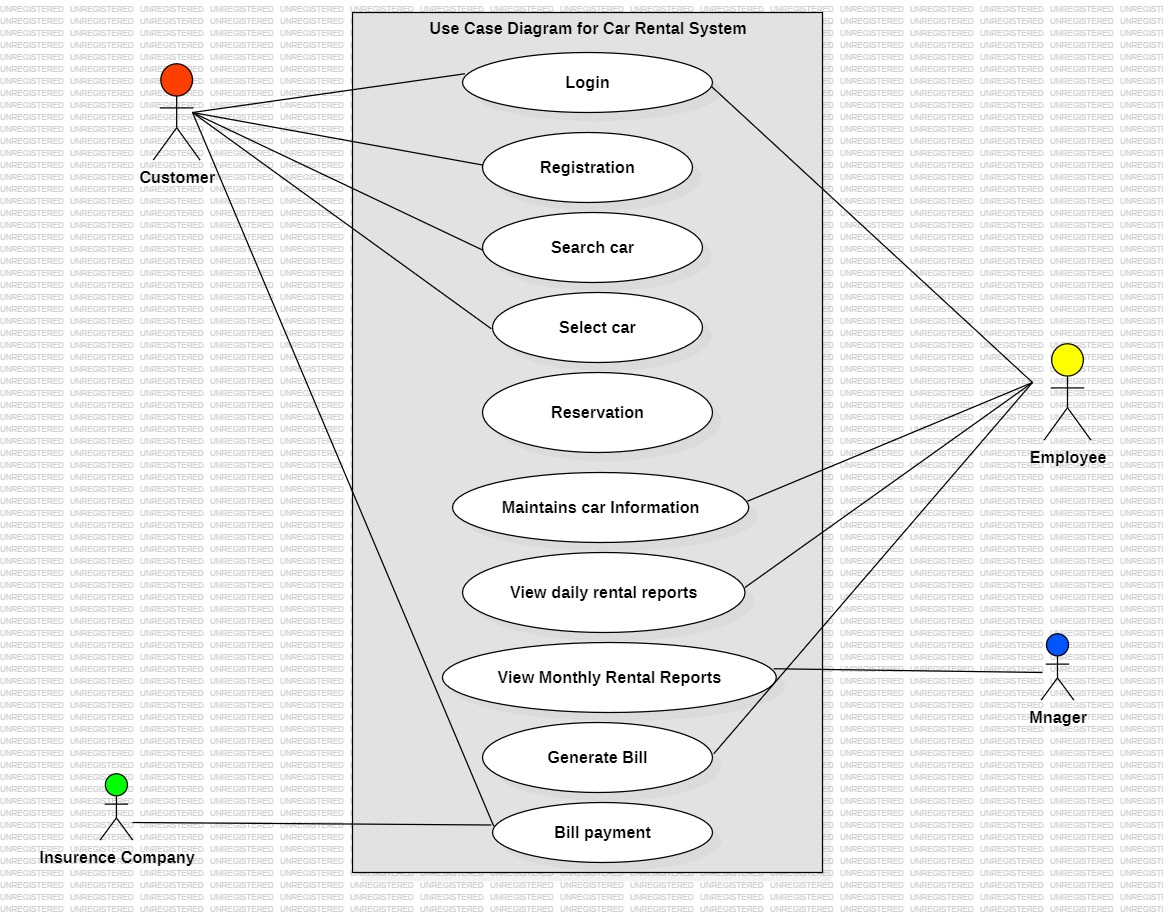 Use Case Diagram for Car Rental System
Login
Customer
Registration
Search car
Select car
Reservation
Employee
Maintains car Information
View daily rental reports
View Monthly Rental Reports
Mnager
Generate Bill
Bill payment
Insurence Company
UNREGISTERED